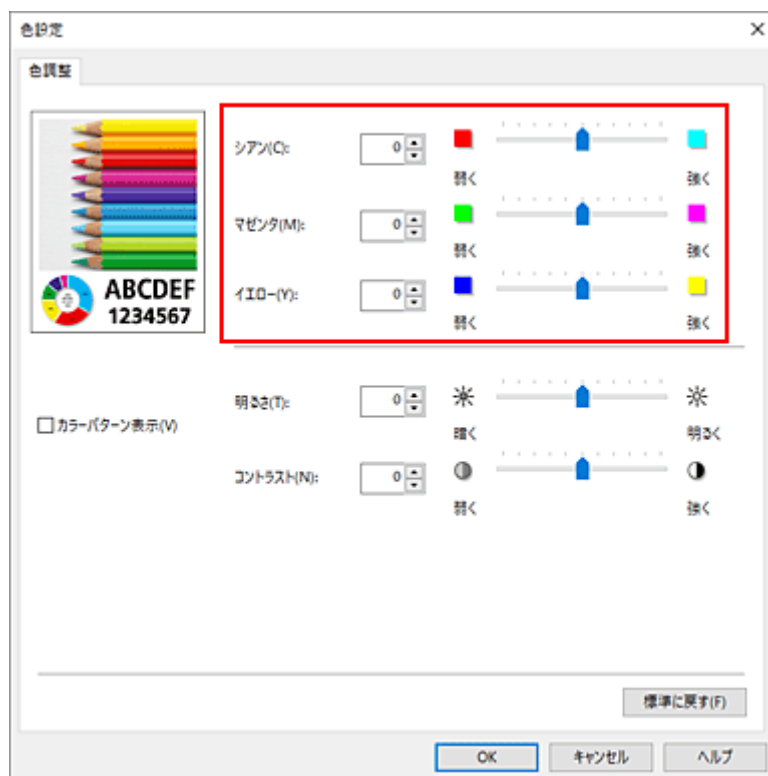 色設定
色調整
シアン(C):
0
弱く
強く
マゼンタ(M):
0
弱く
強く
イエロー(Y):
0
弱く
強く
ABCDEF
1234567
カラーパターン表示(V)
明るさ(T):
0
暗く
明るく
コントラスト(N):
0
弱く
強く
標準に戻す(F)
OK
キャンセル
ヘルプ